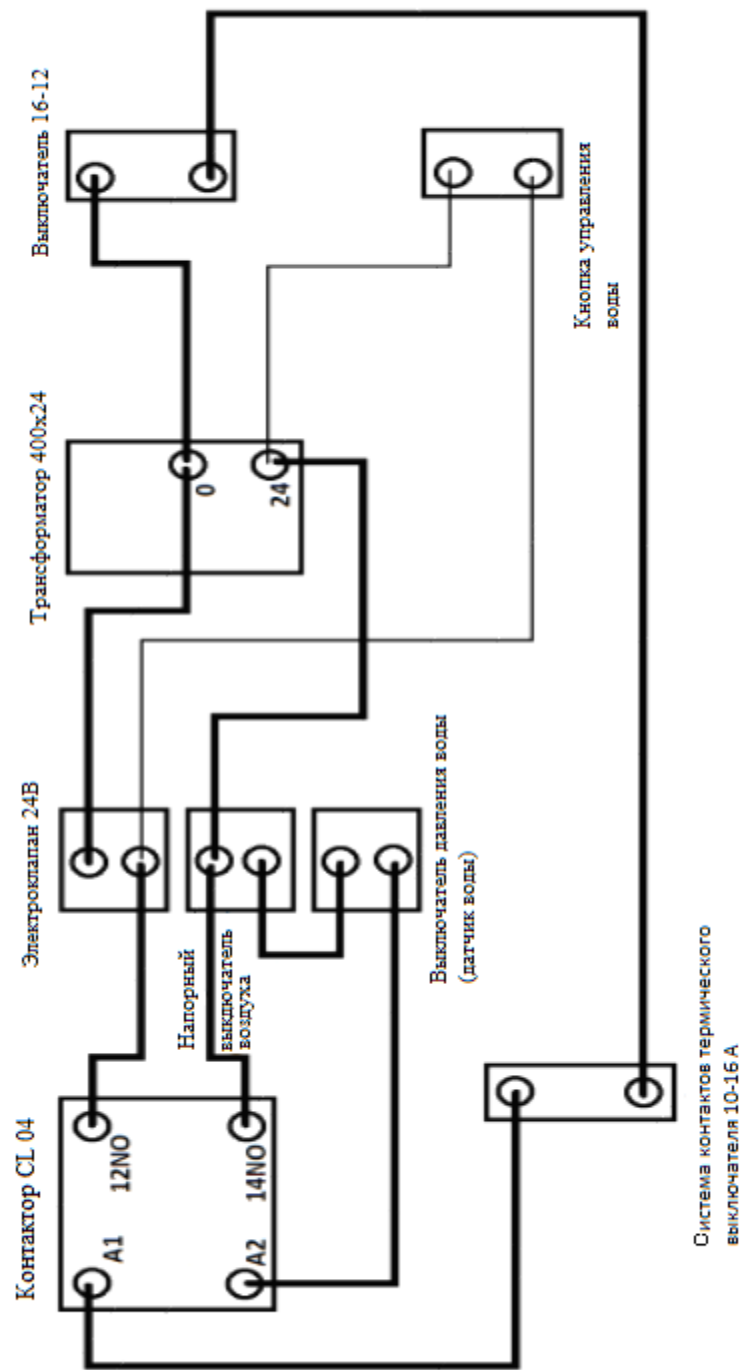 Контактор CL 04
A1
A2
12NO
14NO
Электроклапан 24В
Напорный
выключатель
воздуха
Выключатель давления воды
(датчик воды)
Трансформатор 400x24
0
24
Выключатель 16-12
Кнопка управления
воды
Система контактов термического
выключателя 10-16 А